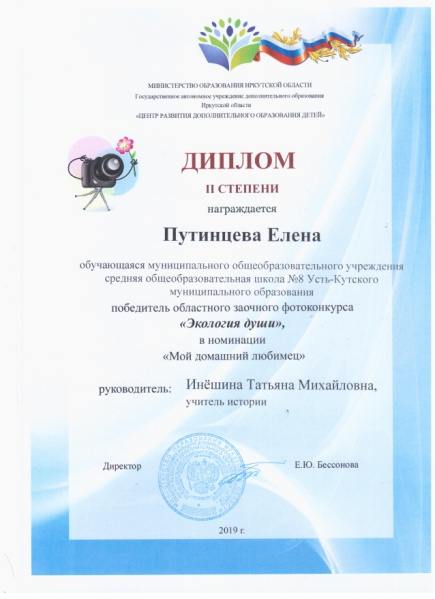 МИНИСТЕРСТВО ОБРАЗОВАНИЯ ИРКУТСКОЙ ОБЛАСТИ
Государственное автономное учреждение дополнительного образования
Иркутской области
«ЦЕНТР РАЗВИТИЯ ДОПОЛНИТЕЛЬНОГО ОБРАЗОВАНИЯ ДЕТЕЙ»
ДИПЛОМ
II СТЕПЕНИ
награждается
Путинцева Елена
обучающаяся муниципального общеобразовательного учреждения
средняя общеобразовательная школа №8 Усть-Кутского
муниципального образования
победитель областного заочного фотоконкурса
«Экология души»,
в номинации
«Мой домашний любимец»
руководитель: Инёшина Татьяна Михайловна,
учитель истории
Директор Е.Ю. Бессонова
2019 г.